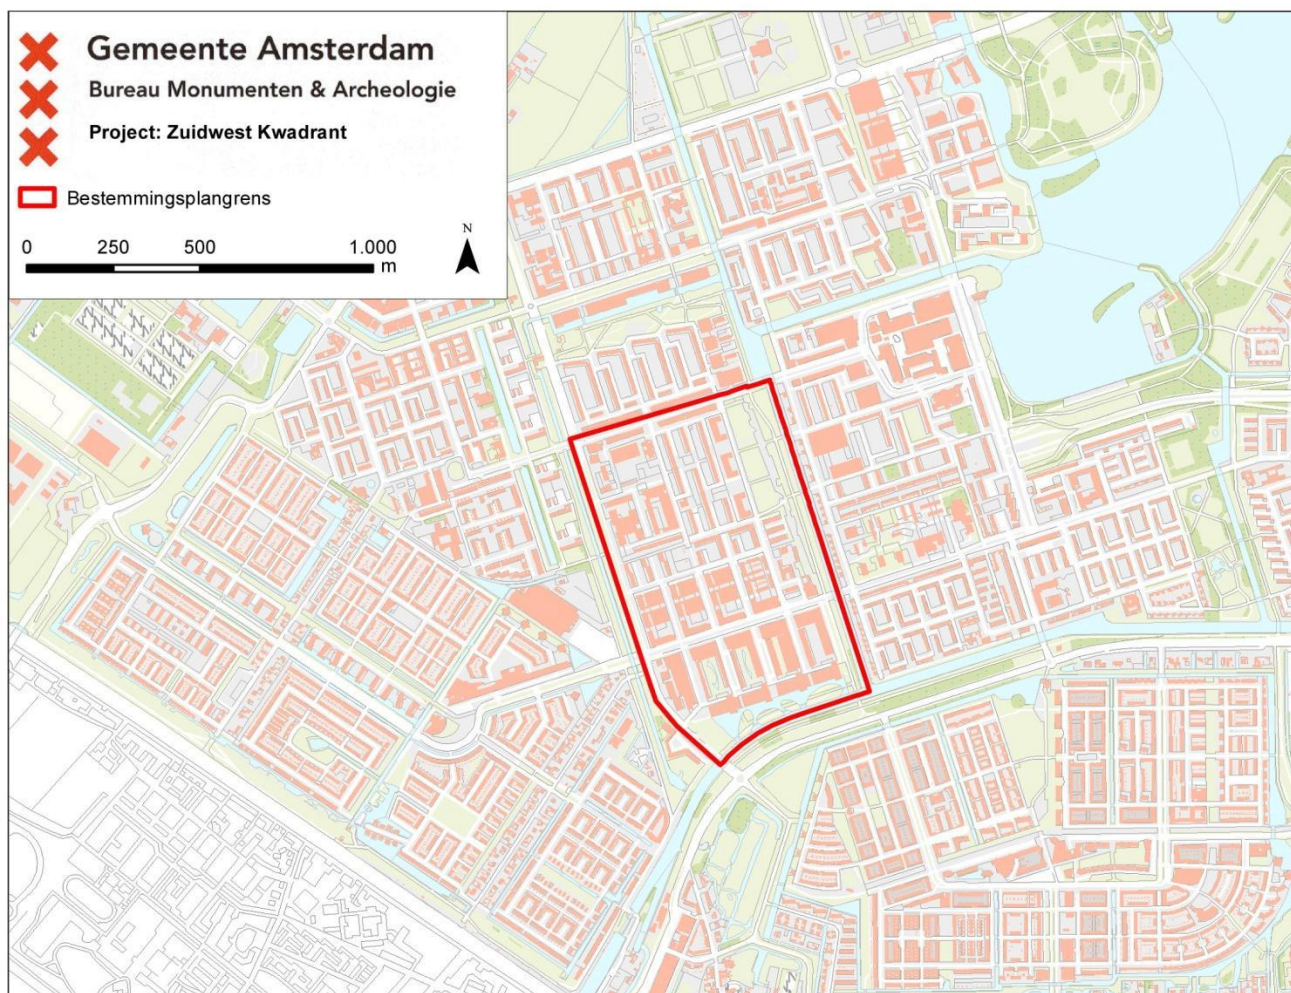 Gemeente Amsterdam
Bureau Monumenten & Archeologie
Project: Zuidwest Kwadrant
Bestemmingsplangrens
0 250 500 1.000
m
N